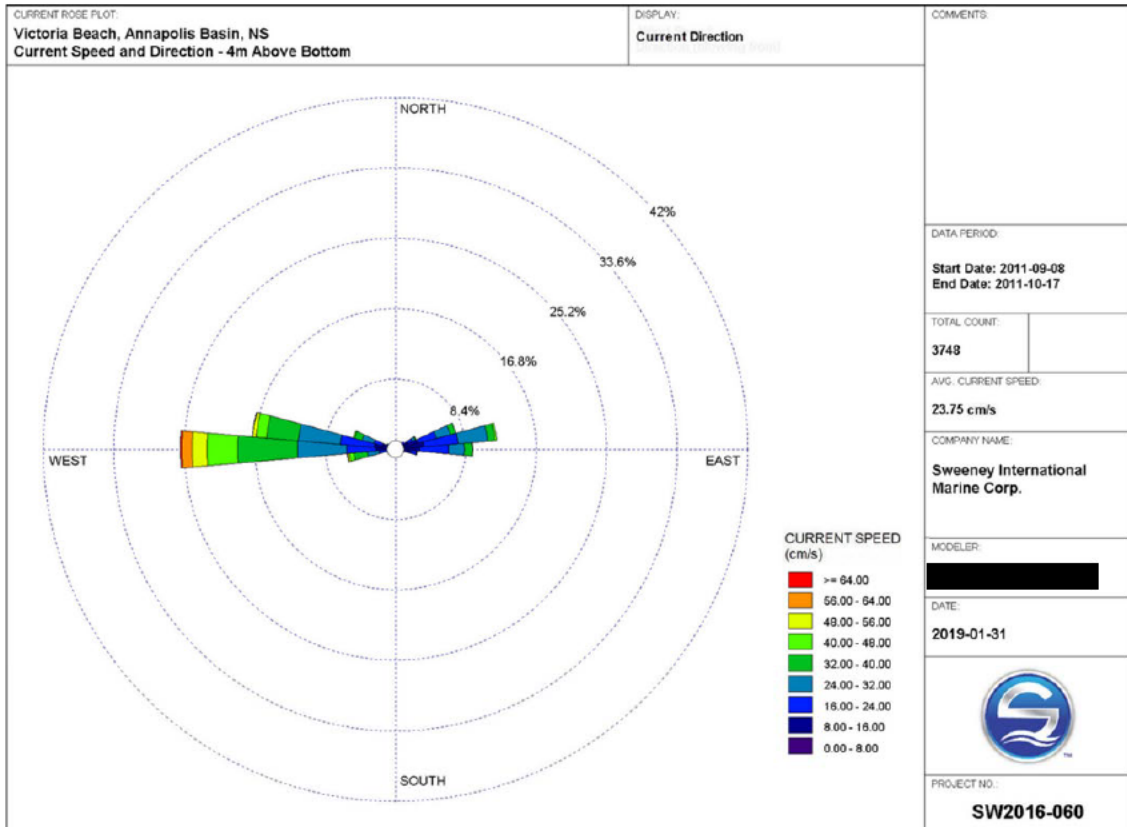 CURRENT ROSE PLOT:
Victoria Beach, Annapolis Basin, NS
Current Speed and Direction - 4m Above Bottom
DISPLAY:
Current Direction
COMMENTS:
NORTH
42%
33.6%
25.2%
16.8%
8.4%
WEST
EAST
SOUTH
CURRENT SPEED
(cm/s)
>= 64.00
56.00 - 64.00
48.00 - 56.00
40.00 - 48.00
32.00 - 40.00
24.00 - 32.00
16.00 - 24.00
8.00 - 16.00
0.00 - 8.00
DATA PERIOD:
Start Date: 2011-09-08
End Date: 2011-10-17
TOTAL COUNT:
3748
AVG. CURRENT SPEED:
23.75 cm/s
COMPANY NAME:
Sweeney International
Marine Corp.
MODELER:
DATE:
2019-01-31
TM
PROJECT NO.:
SW2016-060